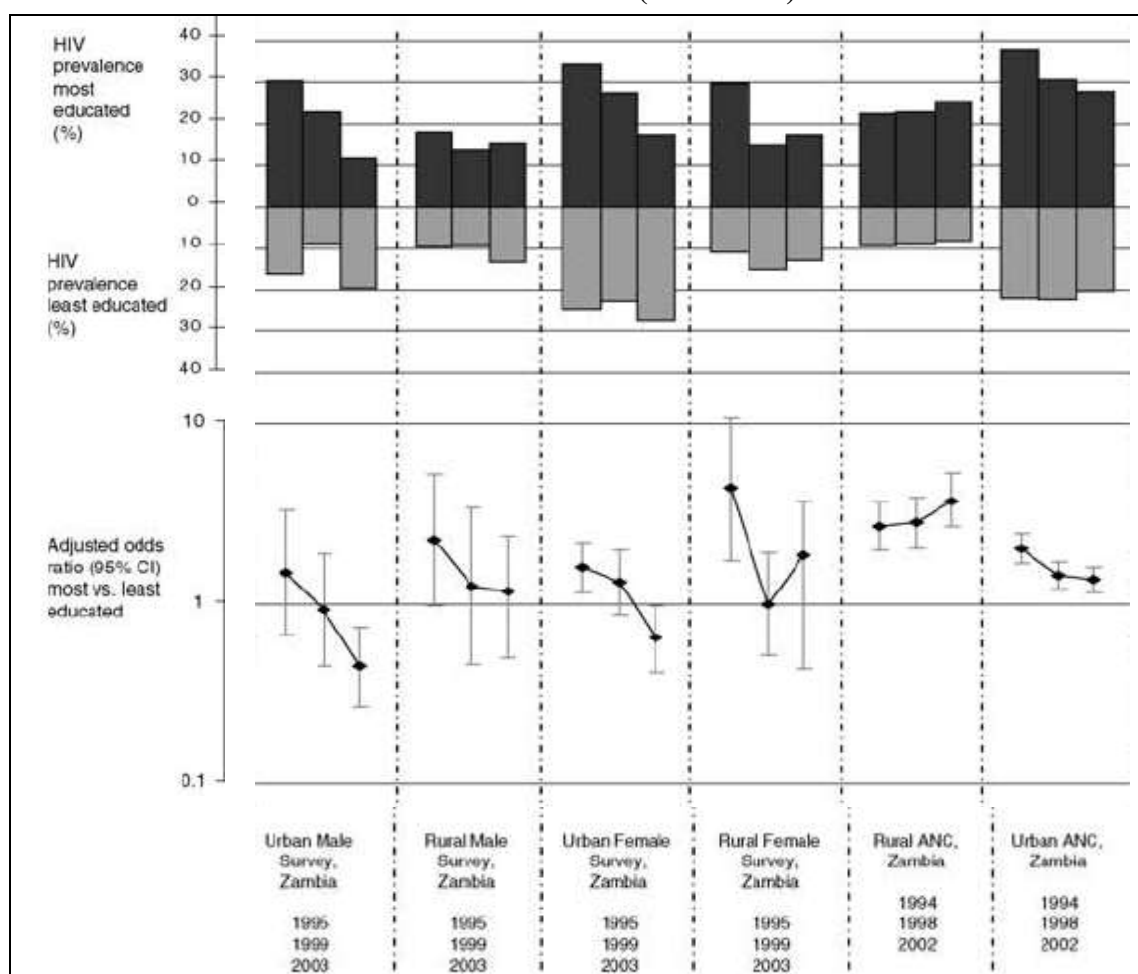 HIV
prevalence
most
educated
(%)
40
30
20
10
0
10
20
30
40
HIV
prevalence
least educated
(%)
10
1
0.1
Adjusted odds
ratio (95% CI)
most vs. least
educated
Urban Male
Survey,
Zambia
1995
1999
2003
Rural Male
Survey,
Zambia
1995
1999
2003
Urban Female
Survey,
Zambia
1995
1999
2003
Rural Female
Survey,
Zambia
1995
1999
2003
Rural ANC,
Zambia
1994
1998
2002
Urban ANC,
Zambia
1994
1998
2002